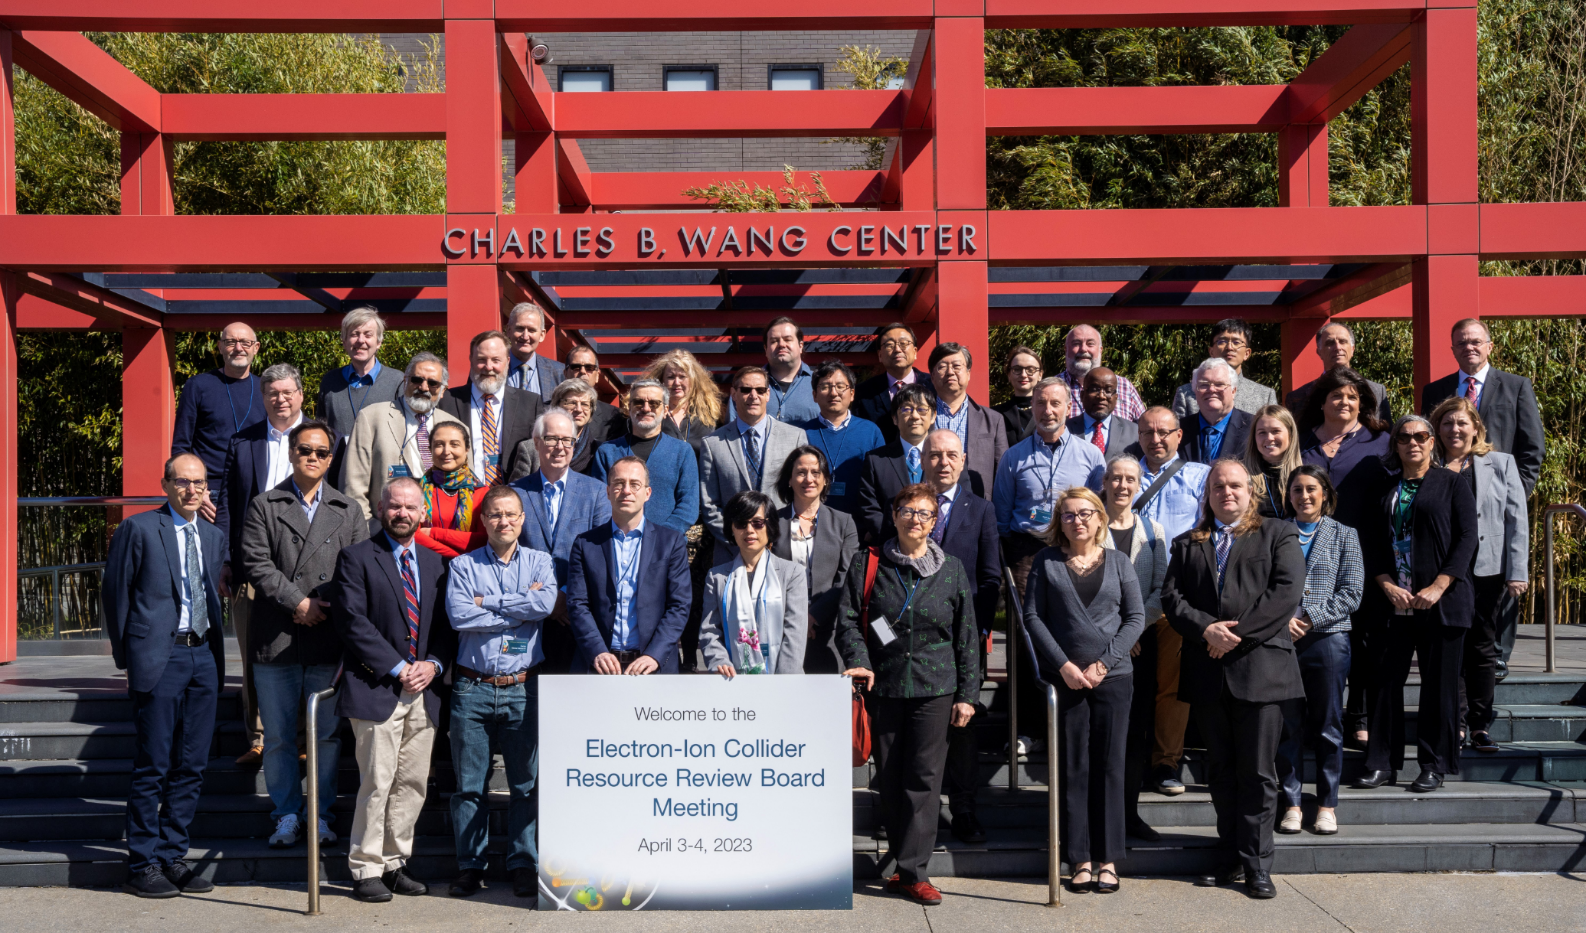 CHARLES B. WANG CENTER
Welcome to the
Electron-Ion Collider
Resource Review Board
Meeting
April 3-4, 2023